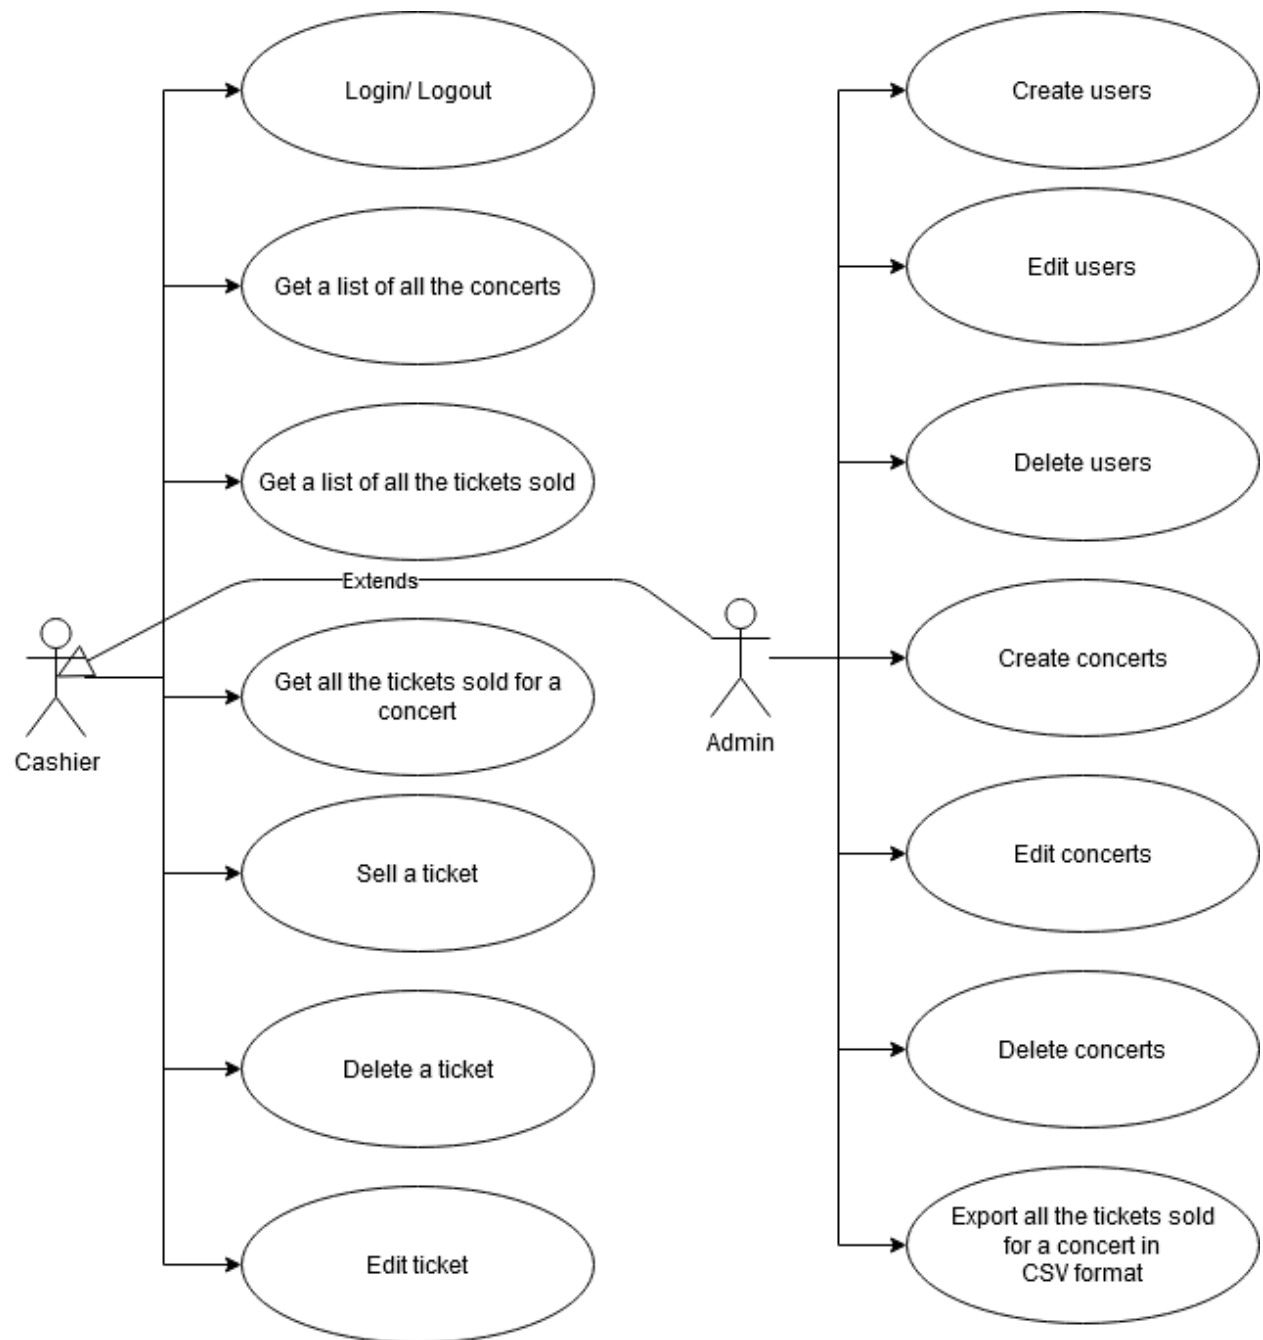 Login/ Logout
Create users
Get a list of all the concerts
Edit users
Get a list of all the tickets sold
Delete users
Extends
Get all the tickets sold for a
concert
Create concerts
Cashier
Admin
Sell a ticket
Edit concerts
Delete a ticket
Delete concerts
Edit ticket
Export all the tickets sold
for a concert in
CSV format